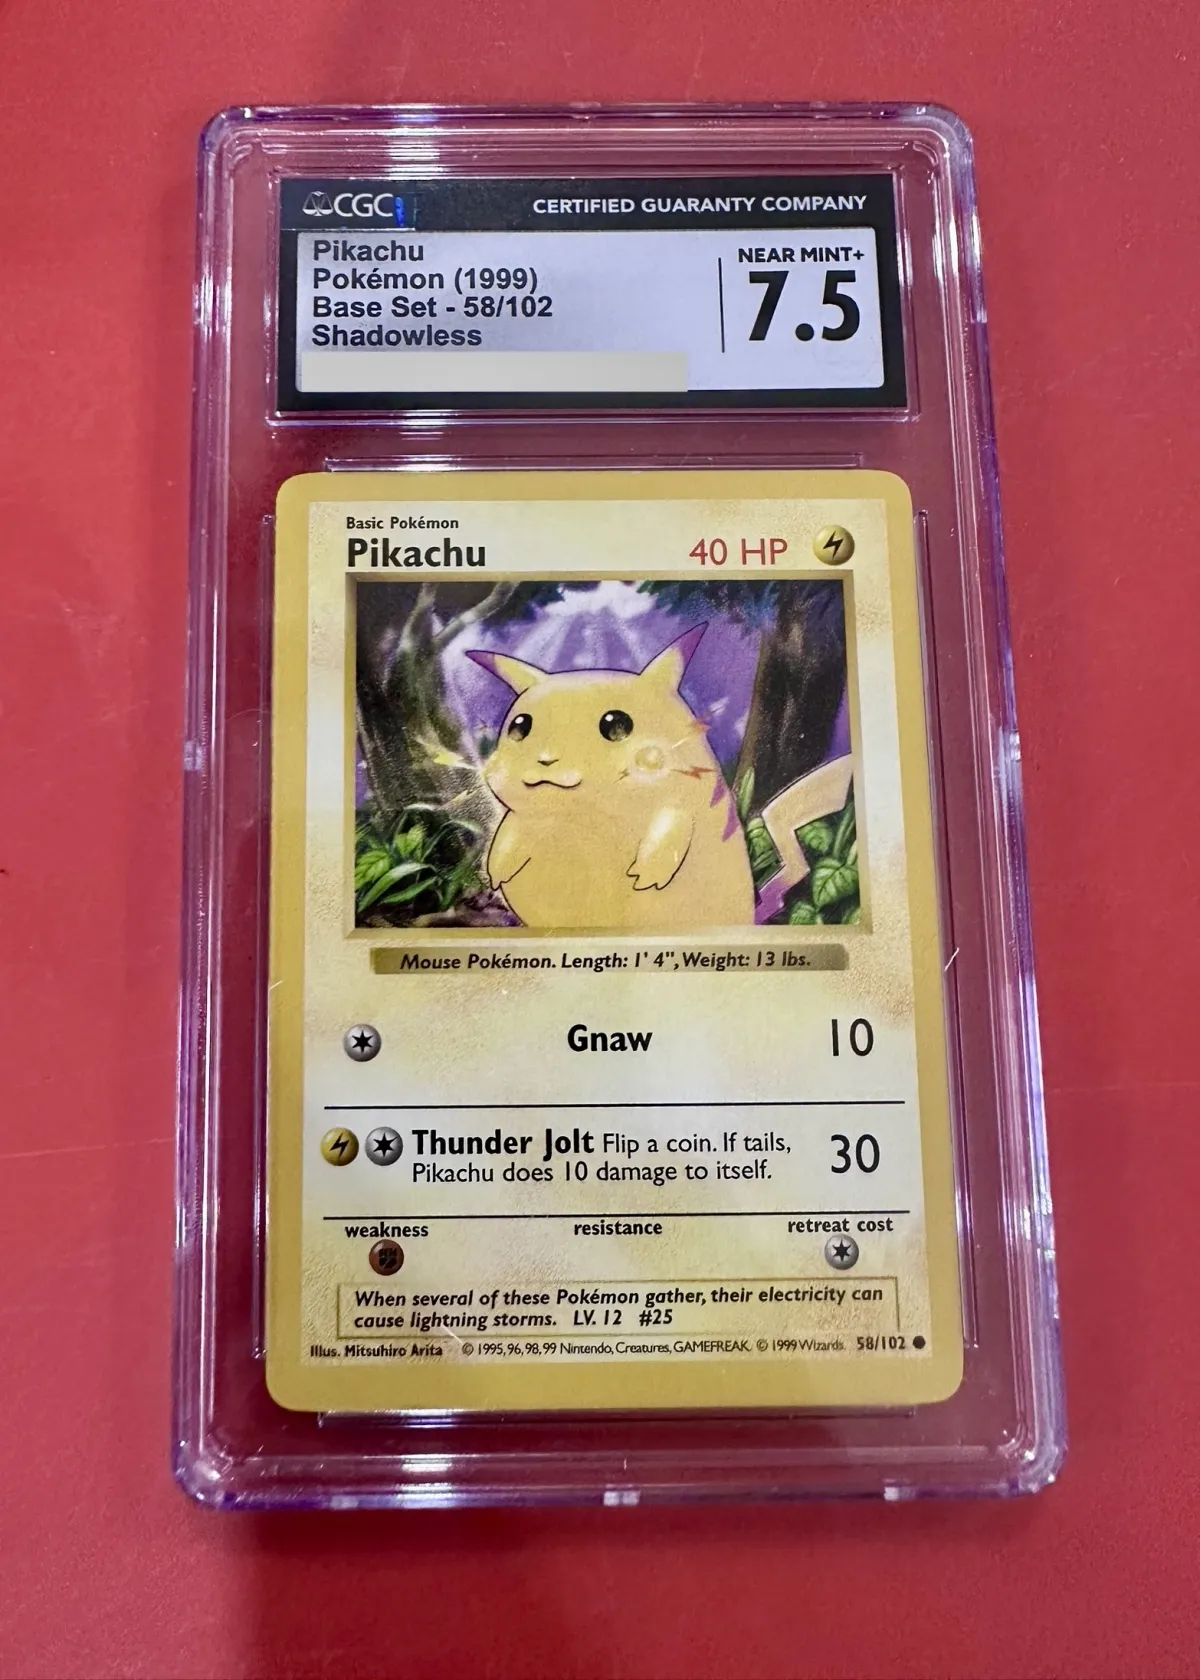 CGC
CERTIFIED GUARANTY COMPANY
Pikachu
Pokémon (1999)
Base Set - 58/102
Shadowless
NEAR MINT+
7.5
Basic Pokémon
Pikachu 40 HP
Mouse Pokémon. Length: 1' 4", Weight: 13 lbs.
Gnaw 10
Thunder Jolt Flip a coin. If tails,
Pikachu does 10 damage to itself.
30
weakness resistance retreat cost
When several of these Pokémon gather, their electricity can
cause lightning storms. LV. 12 #25
Illus. Mitsuhiro Arita © 1995, 96, 98, 99 Nintendo, Creatures, GAMEFREAK. © 1999 Wizards. 58/102